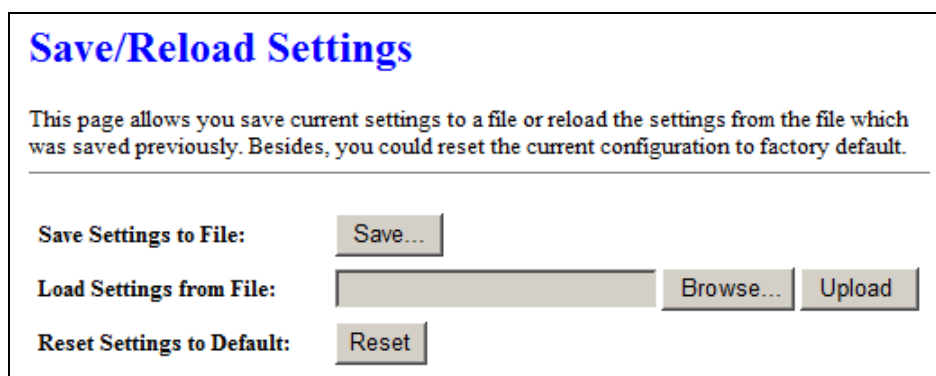 Save/Reload Settings
This page allows you save current settings to a file or reload the settings from the file which
was saved previously. Besides, you could reset the current configuration to factory default.
Save Settings to File: Save...
Load Settings from File: Browse... Upload
Reset Settings to Default: Reset